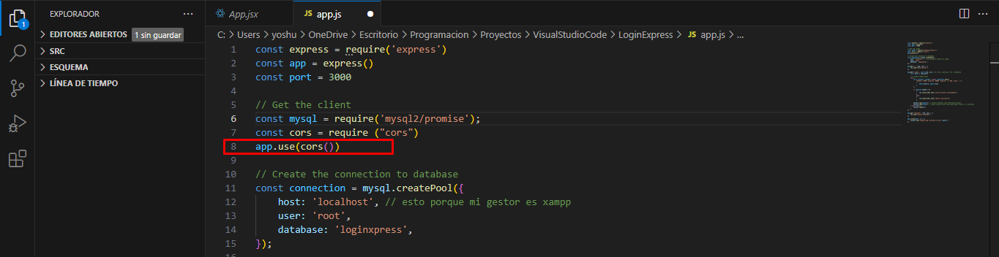 EXPLORADOR ···
App.jsx
JS app.js
1
EDITORES ABIERTOS 1 sin guardar
SRC
ESQUEMA
LÍNEA DE TIEMPO
C: > Users > yoshu > OneDrive > Escritorio > Programacion > Proyectos > VisualStudioCode > LoginExpress > JS app.js > ...
1 const express = require('express')
2 const app = express()
3 const port = 3000
4
5 // Get the client
6 const mysql = require('mysql2/promise');
7 const cors = require ("cors")
8 app.use(cors())
9
10 // Create the connection to database
11 const connection = mysql.createPool({
12     host: 'localhost', // esto porque mi gestor es xampp
13     user: 'root',
14     database: 'loginxpress',
15 });
16